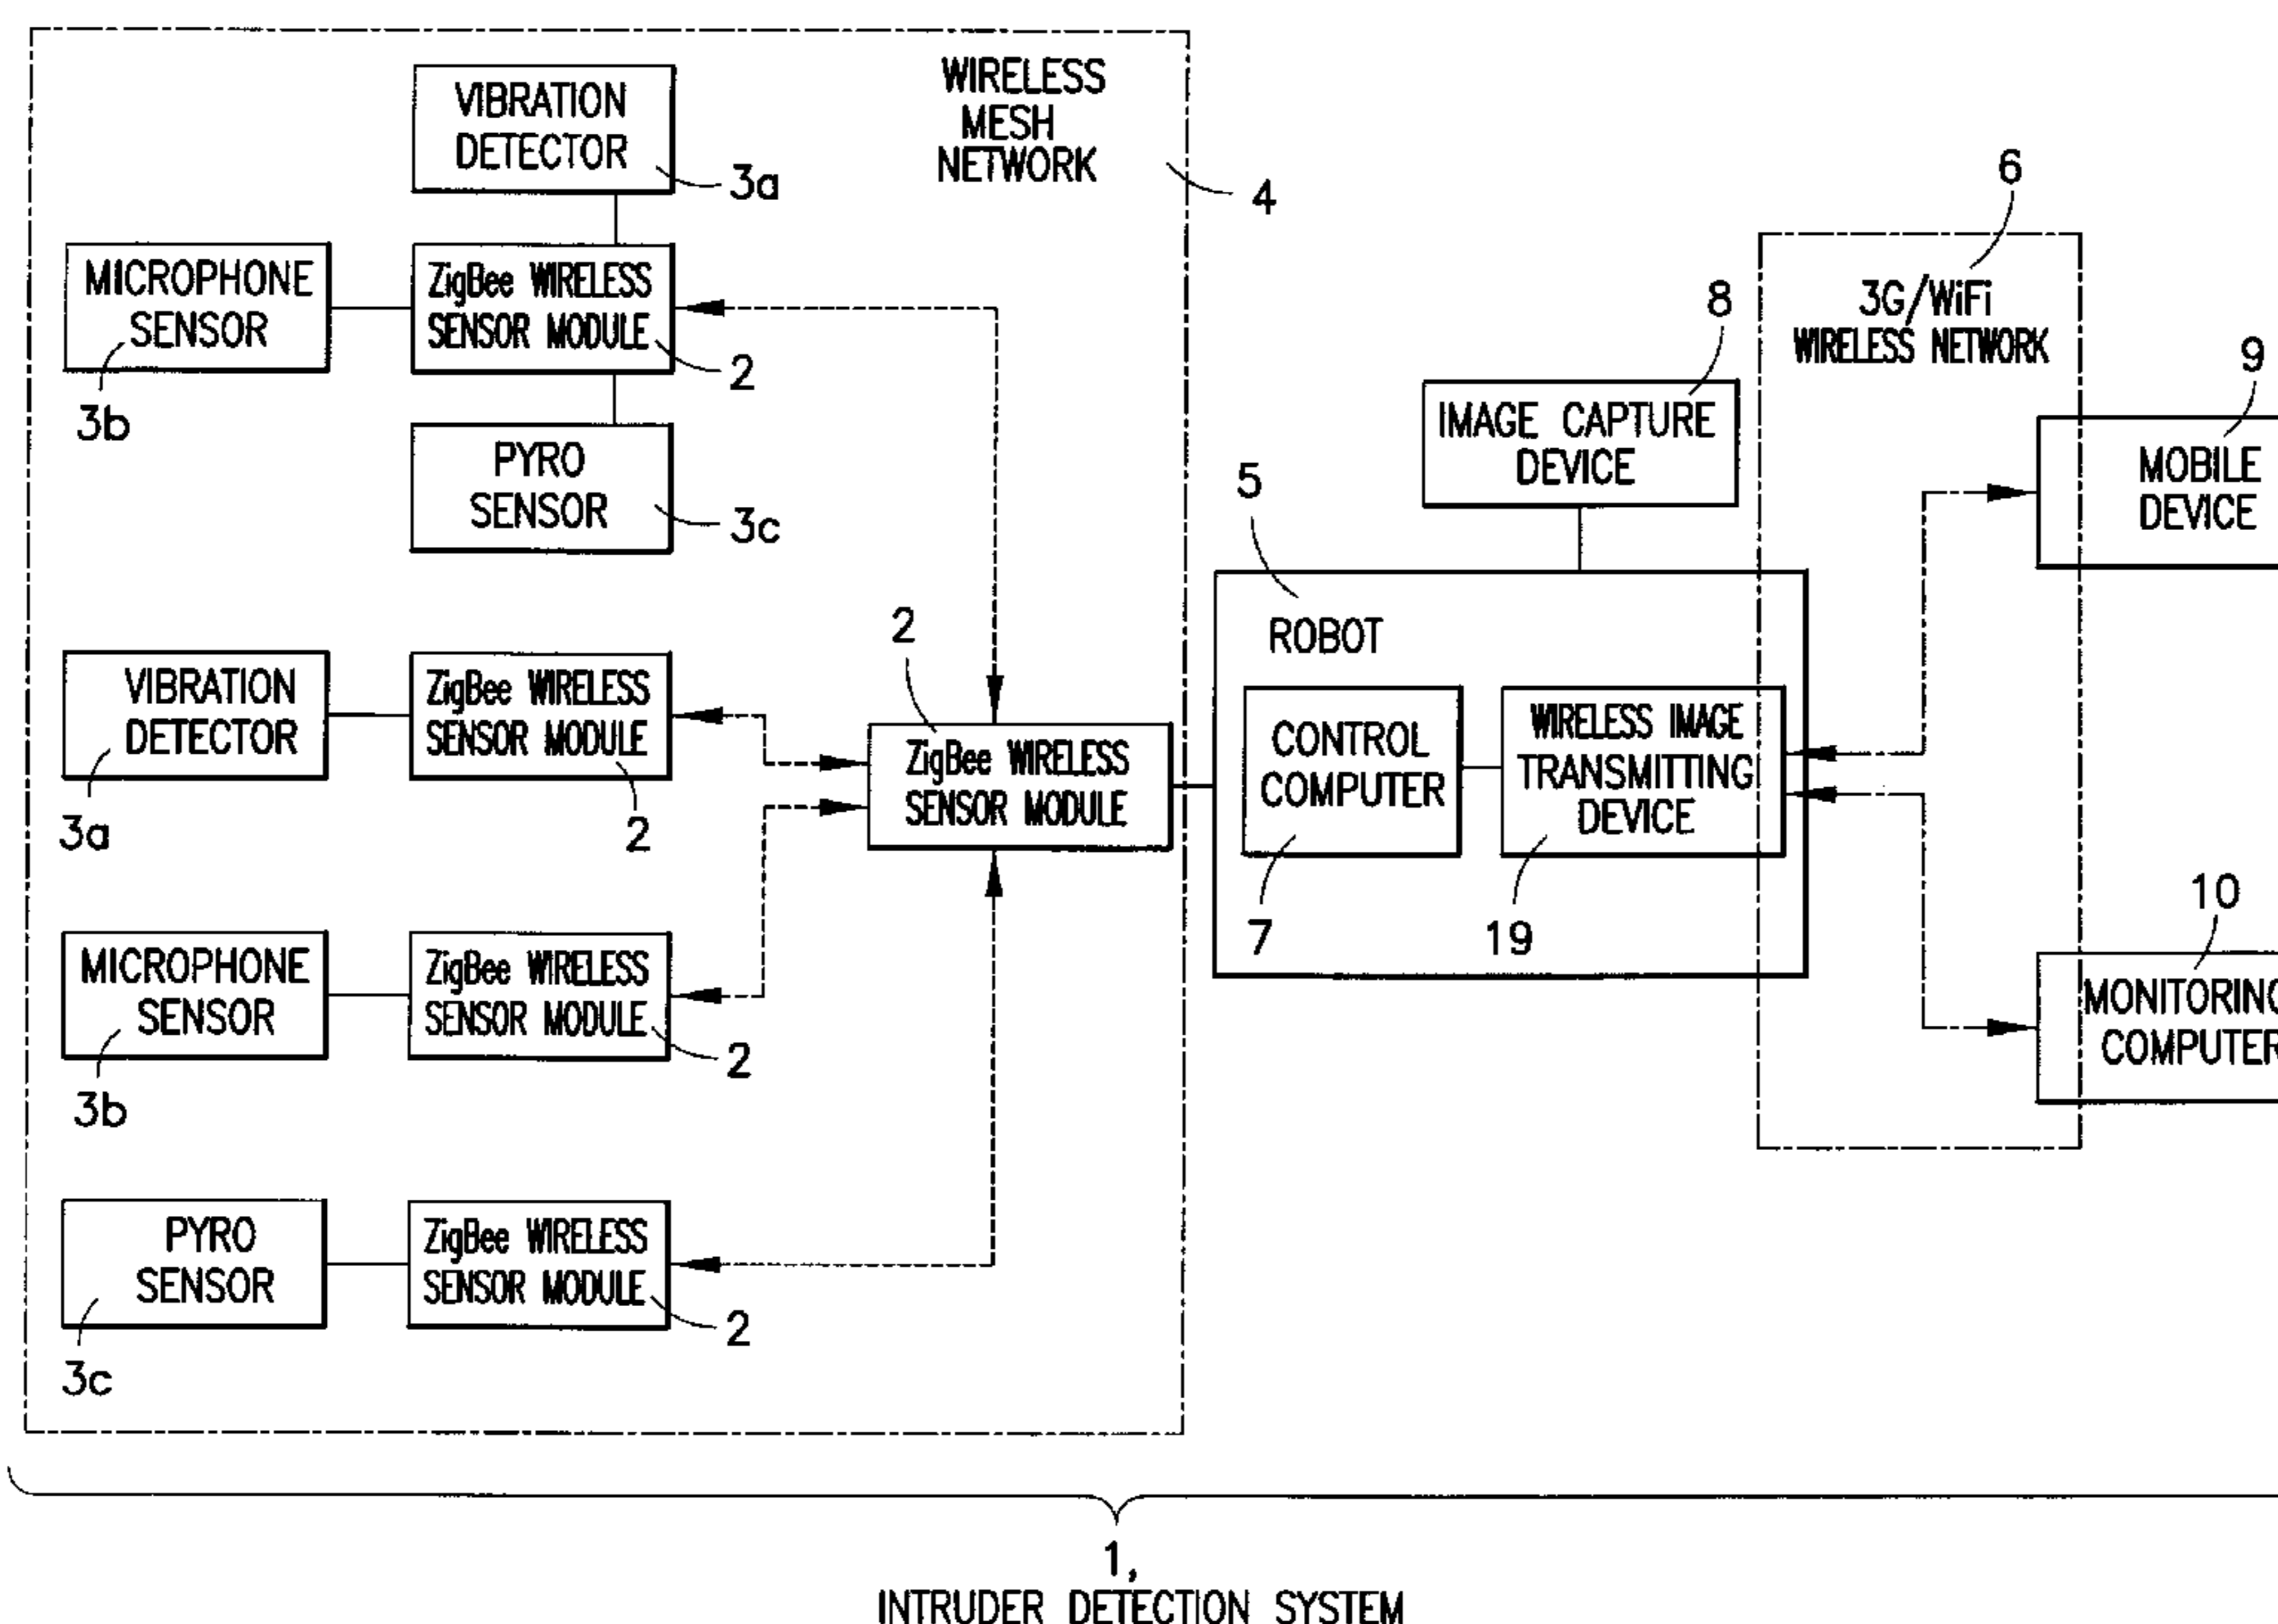 WIRELESS
MESH
NETWORK
4
VIBRATION
DETECTOR
3a
MICROPHONE
SENSOR
3b
ZigBee WIRELESS
SENSOR MODULE
2
PYRO
SENSOR
3c
VIBRATION
DETECTOR
3a
ZigBee WIRELESS
SENSOR MODULE
2
MICROPHONE
SENSOR
3b
ZigBee WIRELESS
SENSOR MODULE
2
PYRO
SENSOR
3c
ZigBee WIRELESS
SENSOR MODULE
2
2
ZigBee WIRELESS
SENSOR MODULE
5
ROBOT
CONTROL
COMPUTER
7
WIRELESS IMAGE
TRANSMITTING
DEVICE
19
8
IMAGE CAPTURE
DEVICE
6
3G/WiFi
WIRELESS NETWORK
9
MOBILE
DEVICE
10
MONITORING
COMPUTER
1,
INTRUDER DETECTION SYSTEM